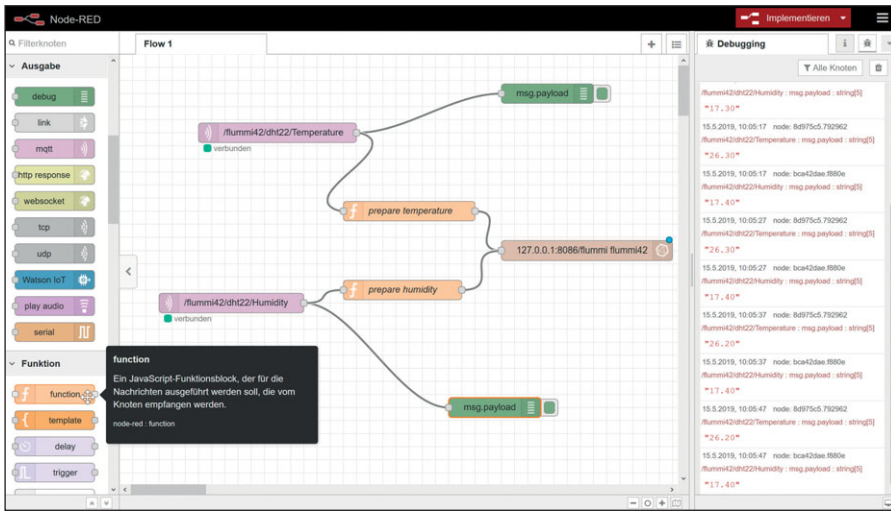 Node-RED
Implementieren
Filterknoten
Flow 1
Debugging
i
Alle Knoten
Ausgabe
debug
link
mqtt
http response
websocket
tcp
udp
Watson IoT
play audio
serial
Funktion
function
template
delay
trigger
/flummi42/dht22/Temperature
verbunden
msg.payload
prepare temperature
127.0.0.1:8086/flummi flummi42
prepare humidity
/flummi42/dht22/Humidity
verbunden
msg.payload
function
Ein JavaScript-Funktionsblock, der für die
Nachrichten ausgeführt werden soll, die vom
Knoten empfangen werden.
node-red : function
/flummi42/dht22/Humidity : msg.payload : string[5]
"17.30"
15.5.2019, 10:05:17 node: 8d975c5.792962
/flummi42/dht22/Temperature : msg.payload : string[5]
"26.30"
15.5.2019, 10:05:17 node: bca42dae.f880e
/flummi42/dht22/Humidity : msg.payload : string[5]
"17.40"
15.5.2019, 10:05:27 node: 8d975c5.792962
/flummi42/dht22/Temperature : msg.payload : string[5]
"26.30"
15.5.2019, 10:05:27 node: bca42dae.f880e
/flummi42/dht22/Humidity : msg.payload : string[5]
"17.40"
15.5.2019, 10:05:37 node: 8d975c5.792962
/flummi42/dht22/Temperature : msg.payload : string[5]
"26.20"
15.5.2019, 10:05:37 node: bca42dae.f880e
/flummi42/dht22/Humidity : msg.payload : string[5]
"17.40"
15.5.2019, 10:05:47 node: 8d975c5.792962
/flummi42/dht22/Temperature : msg.payload : string[5]
"26.20"
15.5.2019, 10:05:47 node: bca42dae.f880e
/flummi42/dht22/Humidity : msg.payload : string[5]
"17.40"